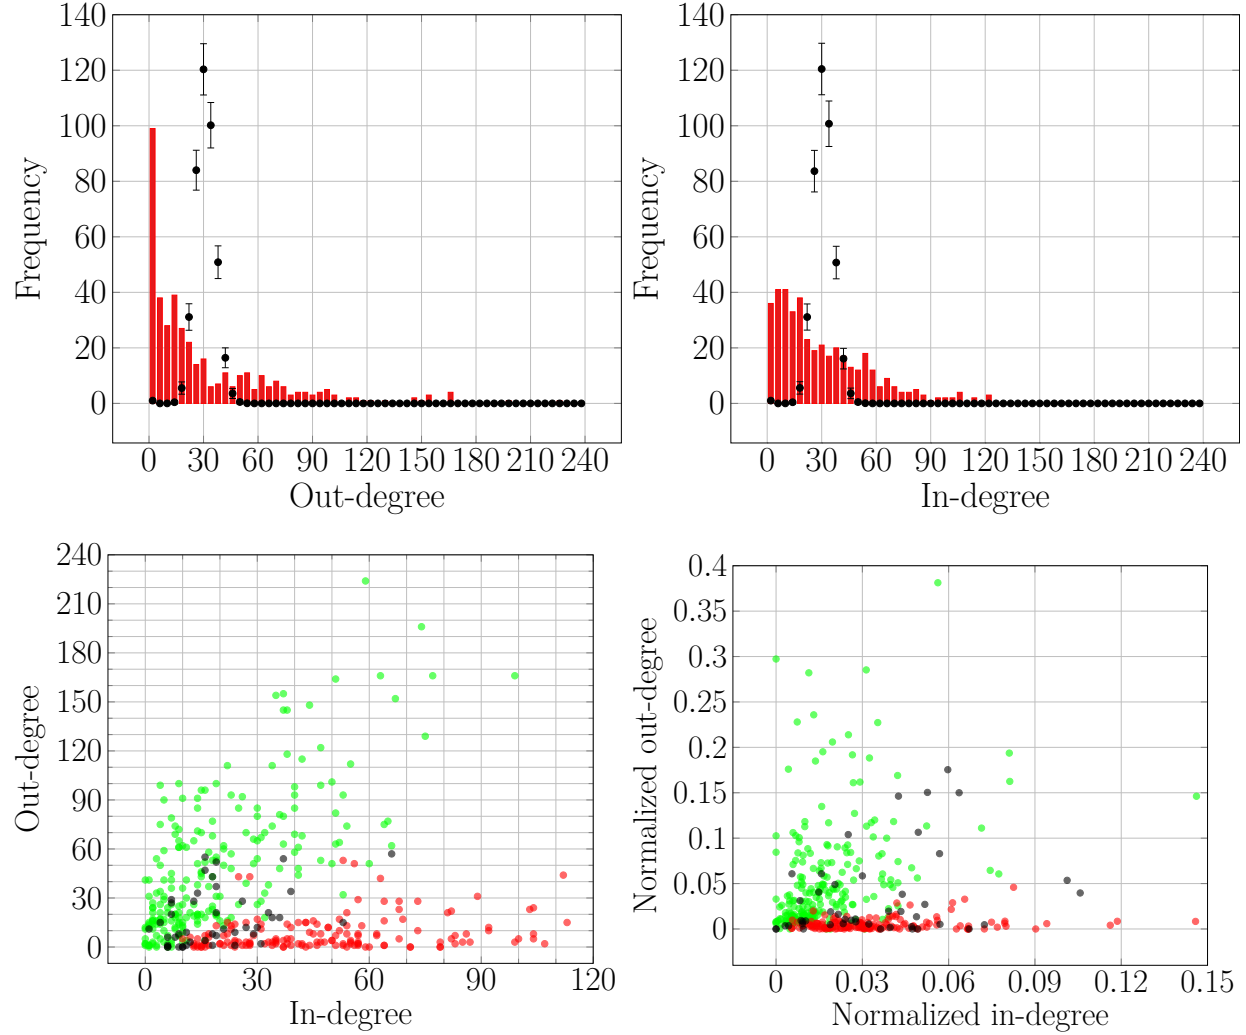 140
120
100
80
60
40
20
0
Frequency
0 30 60 90 120 150 180 210 240
Out-degree
140
120
100
80
60
40
20
0
Frequency
0 30 60 90 120 150 180 210 240
In-degree
240
210
180
150
120
90
60
30
0
Out-degree
0 30 60 90 120
In-degree
0.4
0.35
0.3
0.25
0.2
0.15
0.1
0.05
0
Normalized out-degree
0 0.03 0.06 0.09 0.12 0.15
Normalized in-degree